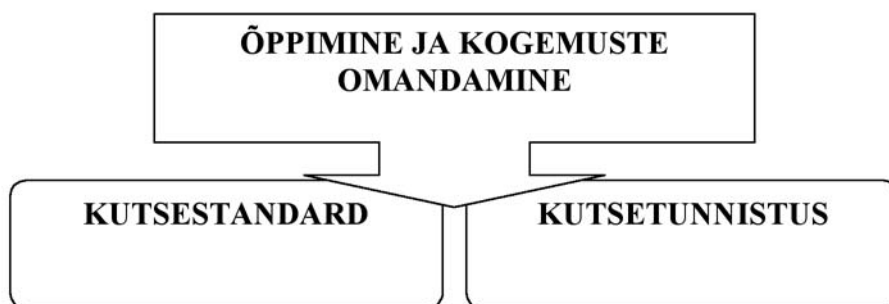 ÕPPIMINE JA KOGEMUSTE
OMANDAMINE
KUTSESTANDARD
KUTSETUNNISTUS